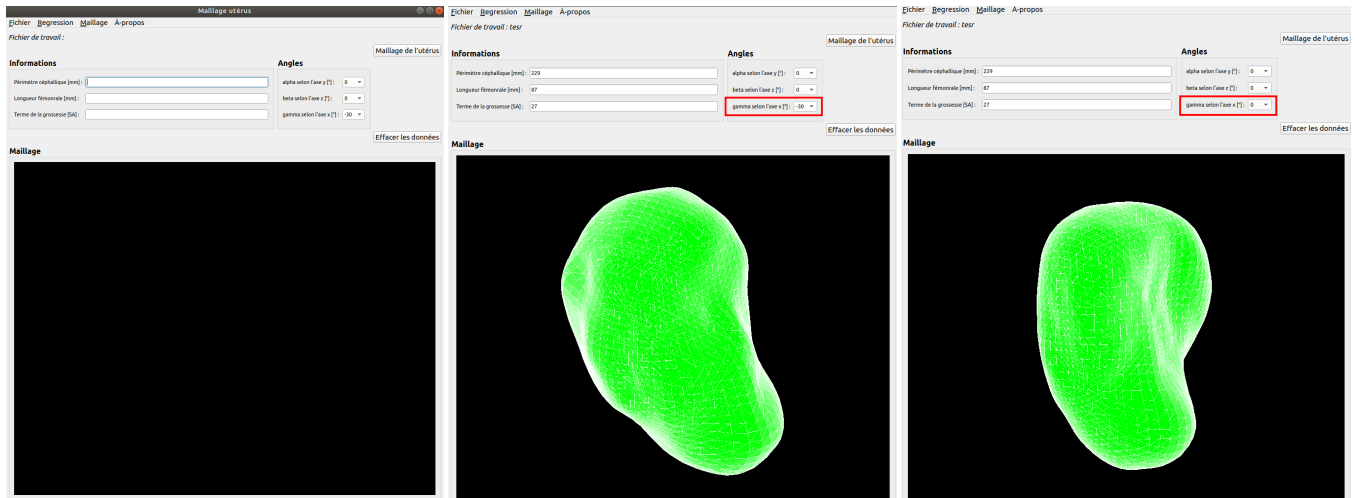 Maillage utérus
Fichier Regression Maillage À-propos
Fichier de travail :
Maillage de l'utérus
Informations
Angles
Périmètre céphallique [mm] :
alpha selon l'axe y [°] : 0
Longueur fémonrale [mm] :
beta selon l'axe z [°] : 0
Terme de la grossesse [SA] :
gamma selon l'axe x [°] : -30
Effacer les données
Maillage
Fichier Regression Maillage A-propos
Fichier de travail : tesr
Maillage de l'utérus
Informations
Angles
Périmètre céphallique [mm] : 229
alpha selon l'axe y [°] : 0
Longueur fémonrale [mm] : 87
beta selon l'axe z [°] : 0
Terme de la grossesse [SA] : 27
gamma selon l'axe x [°] : -30
Effacer les données
Maillage
Fichier Regression Maillage A-propos
Fichier de travail : tesr
Maillage de l'utérus
Informations
Angles
Périmètre céphallique [mm] : 229
alpha selon l'axe y [°] : 0
Longueur fémonrale [mm] : 87
beta selon l'axe z [°] : 0
Terme de la grossesse [SA] : 27
gamma selon l'axe x [°] : 0
Effacer les données
Maillage